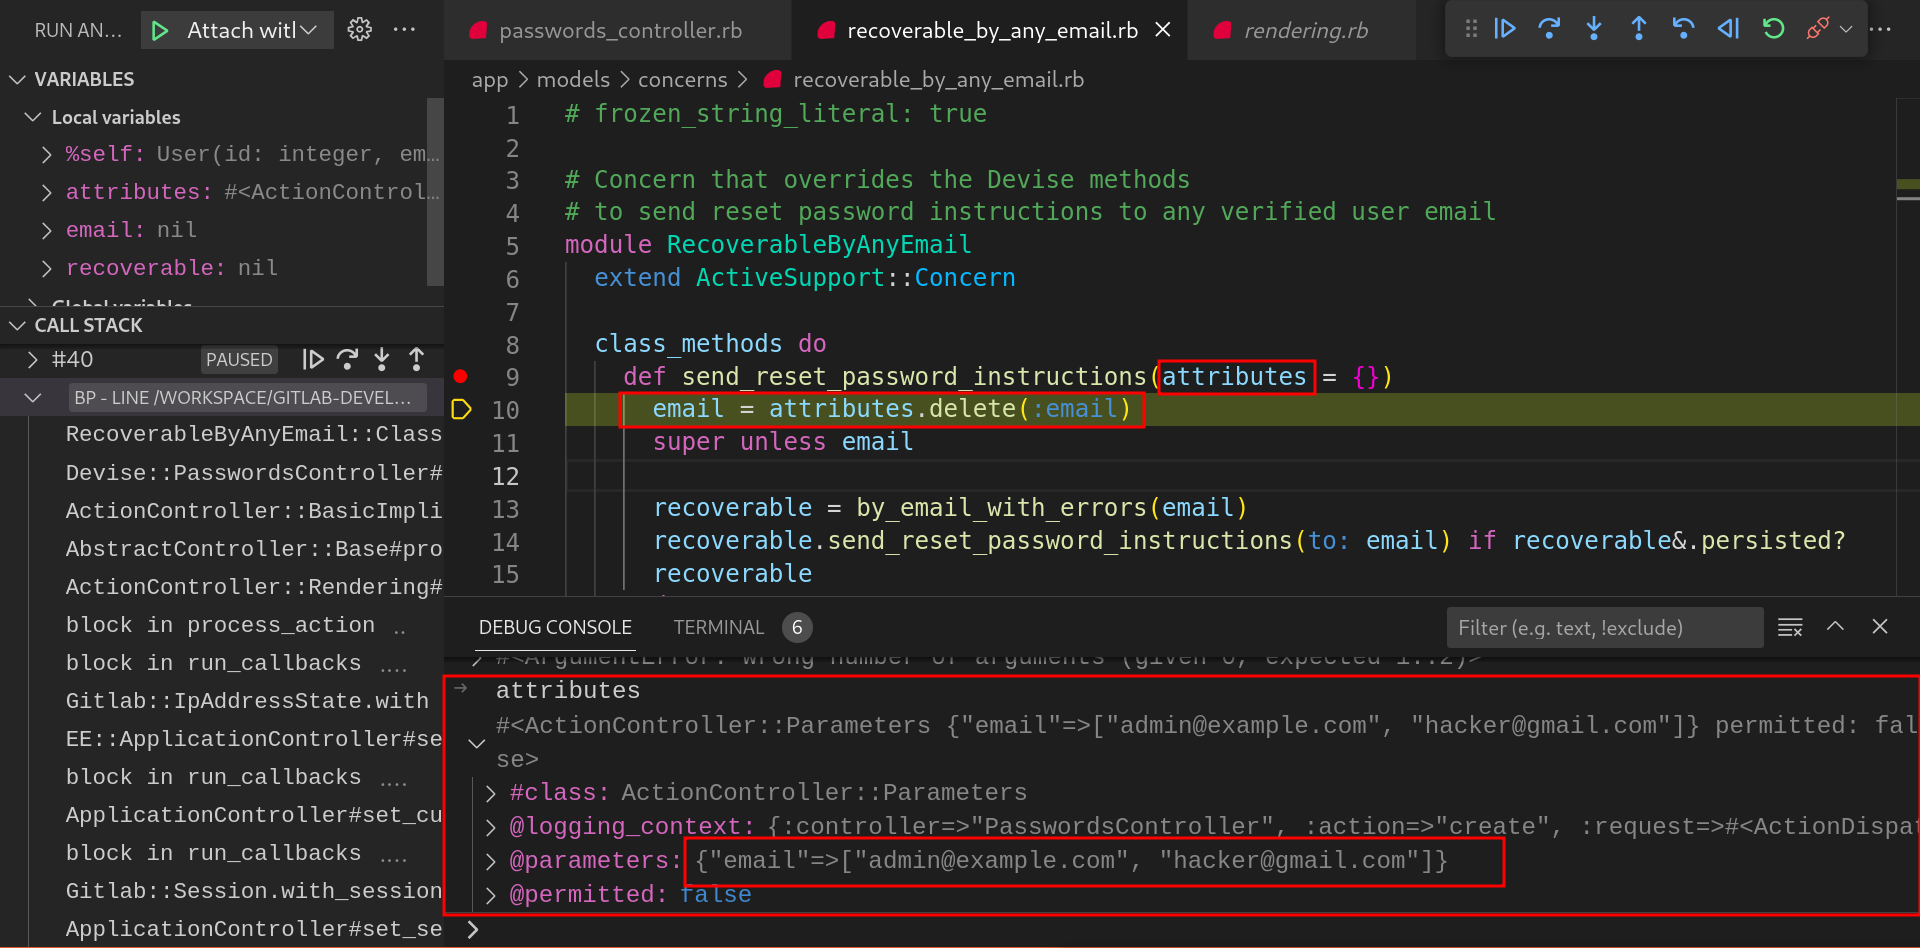 RUN AN...
Attach witl
passwords_controller.rb
recoverable_by_any_email.rb
rendering.rb
VARIABLES
Local variables
%self: User(id: integer, em...
attributes: #<ActionControl...
email: nil
recoverable: nil
Global variables
CALL STACK
#40
PAUSED
BP - LINE /WORKSPACE/GITLAB-DEVEL...
RecoverableByAnyEmail::Class
Devise::PasswordsController#
ActionController::BasicImpli
AbstractController::Base#pro
ActionController::Rendering#
block in process_action ..
block in run_callbacks ....
Gitlab::IpAddressState.with
EE::ApplicationController#se
block in run_callbacks ....
ApplicationController#set_cu
block in run_callbacks ....
Gitlab::Session.with_session
ApplicationController#set_se
app > models > concerns > recoverable_by_any_email.rb
1 # frozen_string_literal: true
2
3 # Concern that overrides the Devise methods
4 # to send reset password instructions to any verified user email
5 module RecoverableByAnyEmail
6 extend ActiveSupport::Concern
7
8 class_methods do
9 def send_reset_password_instructions(attributes = {})
10 email = attributes.delete(:email)
11 super unless email
12
13 recoverable = by_email_with_errors(email)
14 recoverable.send_reset_password_instructions(to: email) if recoverable&.persisted?
15 recoverable
DEBUG CONSOLE
TERMINAL
6
Filter (e.g. text, !exclude)
#<ArgumentError: wrong number of arguments (given 0, expected 1..2)>
attributes
#<ActionController::Parameters {"email"=>["admin@example.com", "hacker@gmail.com"]} permitted: fal
se>
#class: ActionController::Parameters
@logging_context: {:controller=>"PasswordsController", :action=>"create", :request=>#<ActionDispat
@parameters: {"email"=>["admin@example.com", "hacker@gmail.com"]}
@permitted: false